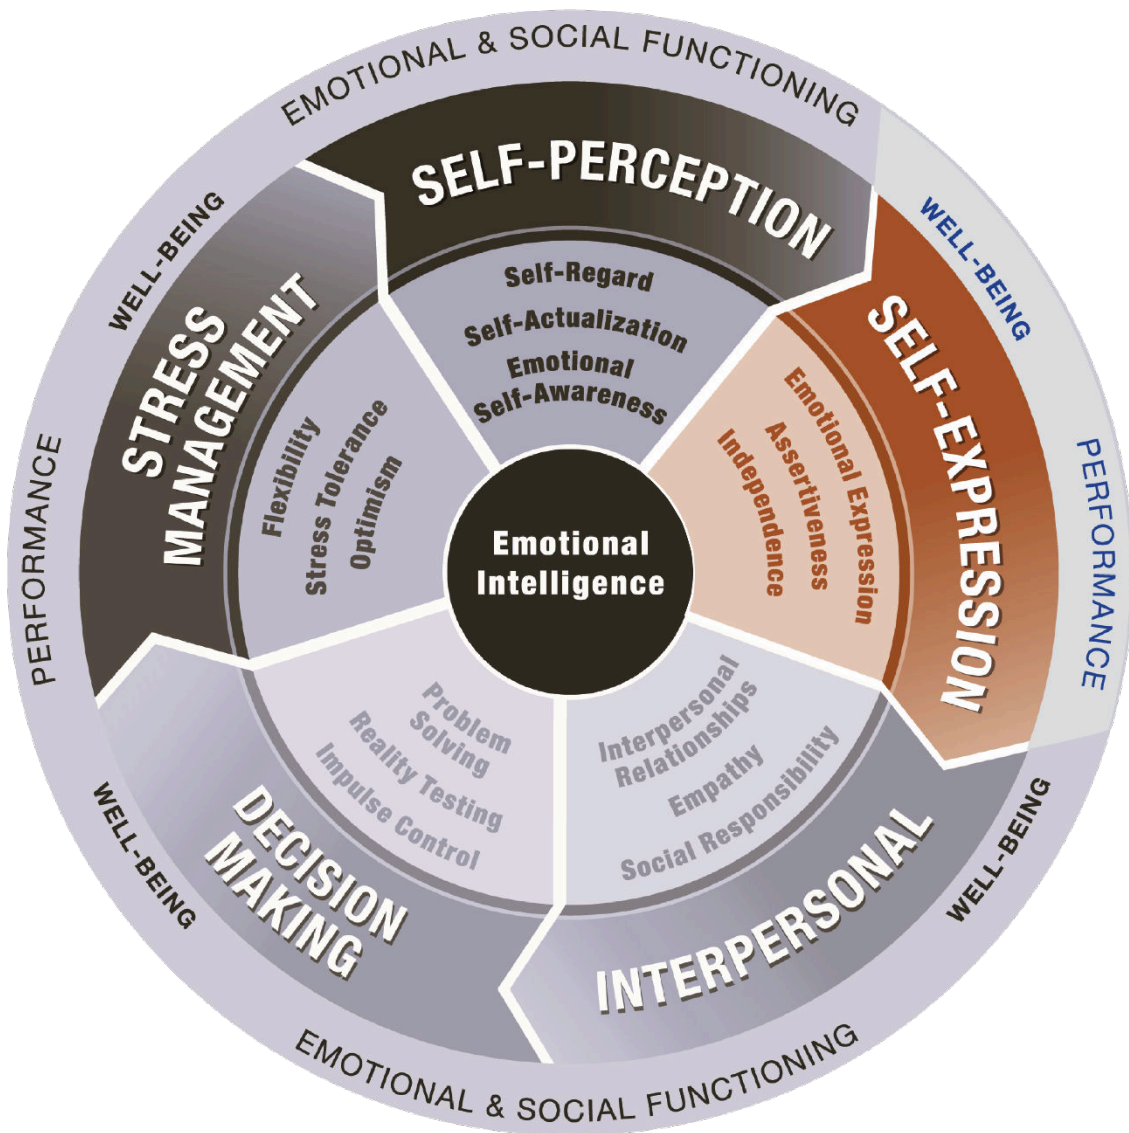 EMOTIONAL & SOCIAL FUNCTIONING
WELL-BEING
PERFORMANCE
WELL-BEING
EMOTIONAL & SOCIAL FUNCTIONING
WELL-BEING
PERFORMANCE
WELL-BEING
SELF-PERCEPTION
Self-Regard
Self-Actualization
Emotional
Self-Awareness
SELF-EXPRESSION
Emotional Expression
Assertiveness
Independence
INTERPERSONAL
Interpersonal
Relationships
Empathy
Social Responsibility
DECISION
MAKING
Problem
Solving
Reality Testing
Impulse Control
STRESS
MANAGEMENT
Flexibility
Stress Tolerance
Optimism
Emotional
Intelligence